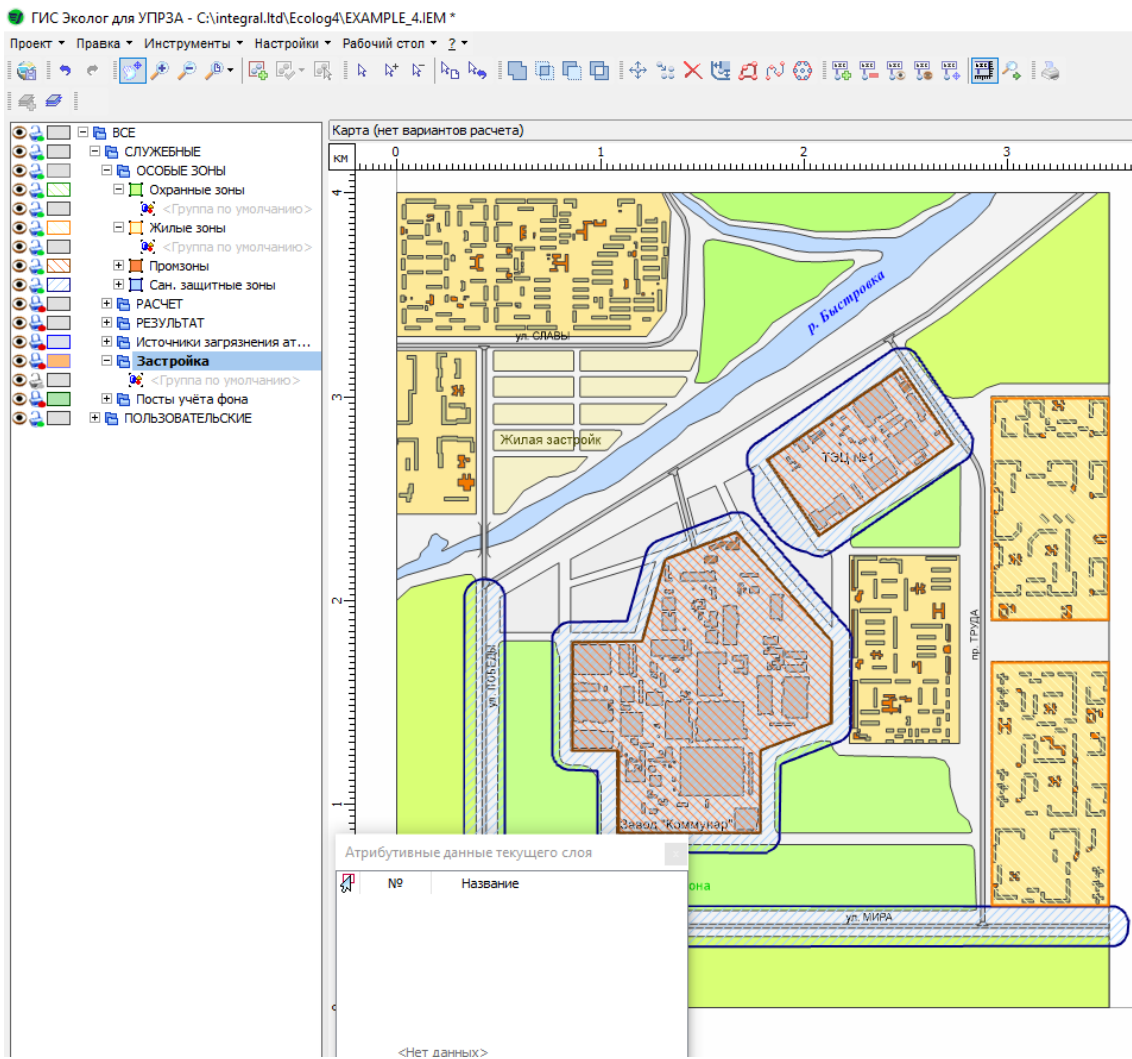 ГИС Эколог для УПРЗА - C:\integral.ltd\Ecolog4\EXAMPLE_4.IEM *
Проект Правка Инструменты Настройки Рабочий стол ?
ВСЕ
СЛУЖЕБНЫЕ
ОСОБЫЕ ЗОНЫ
Охранные зоны
<Группа по умолчанию>
Жилые зоны
<Группа по умолчанию>
Промзоны
Сан. защитные зоны
РАСЧЕТ
РЕЗУЛЬТАТ
Источники загрязнения ат...
Застройка
<Группа по умолчанию>
Посты учёта фона
ПОЛЬЗОВАТЕЛЬСКИЕ
Карта (нет вариантов расчета)
км
0 1 2 3
4
3
2
1
р. Быстровка
ул. СЛАВЫ
Жилая застройк
ТЭЦ №1
пр. ТРУДА
ул. ПОБЕДЫ
Завод "Коммунар"
она
ул. МИРА
Атрибутивные данные текущего слоя
x
№ Название
<Нет данных>